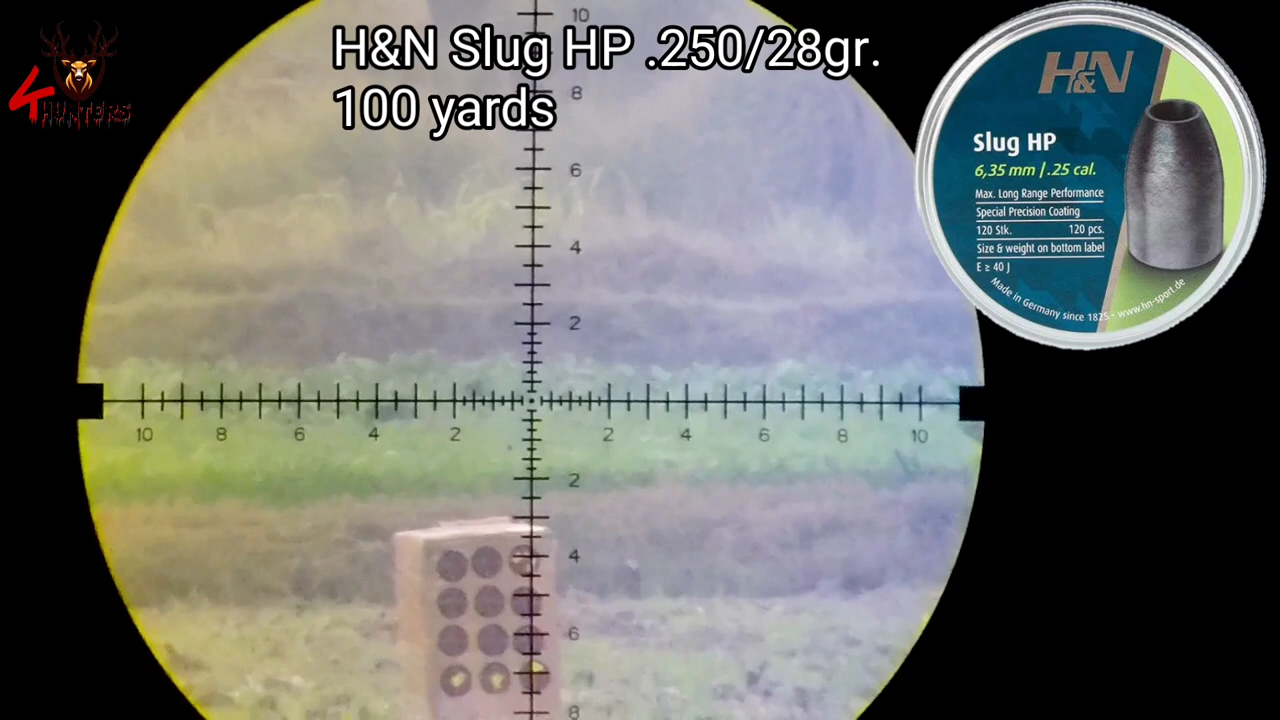 4HUNTERS
H&N Slug HP .250/28gr.
100 yards
H&N
Slug HP
6,35 mm | .25 cal.
Max. Long Range Performance
Special Precision Coating
120 Stk. 120 pcs.
Size & weight on bottom label
E ≥ 40 J
Made in Germany since 1825 - www.hn-sport.de
10
8
6
4
2
10 8 6 4 2 2 4 6 8 10
2
4
6
8